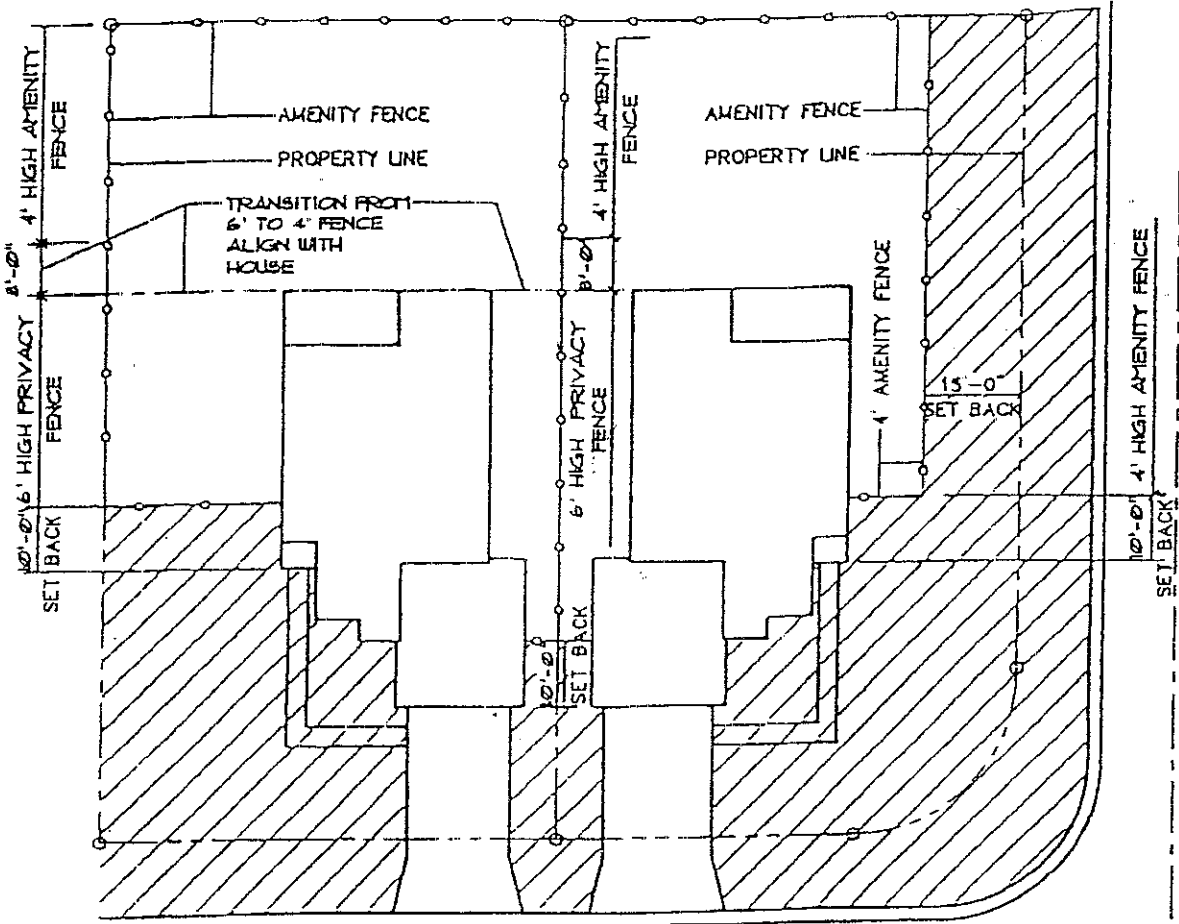 4' HIGH AMENITY
FENCE
AMENITY FENCE
PROPERTY LINE
TRANSITION FROM
6' TO 4' FENCE
ALIGN WITH
HOUSE
8'-0"
6' HIGH PRIVACY
FENCE
10'-0"
SET BACK
4' HIGH AMENITY
FENCE
8'-0"
6' HIGH PRIVACY
FENCE
10'-0"
SET BACK
AMENITY FENCE
PROPERTY LINE
4' AMENITY FENCE
15'-0"
SET BACK
4' HIGH AMENITY FENCE
10'-0"
SET BACK